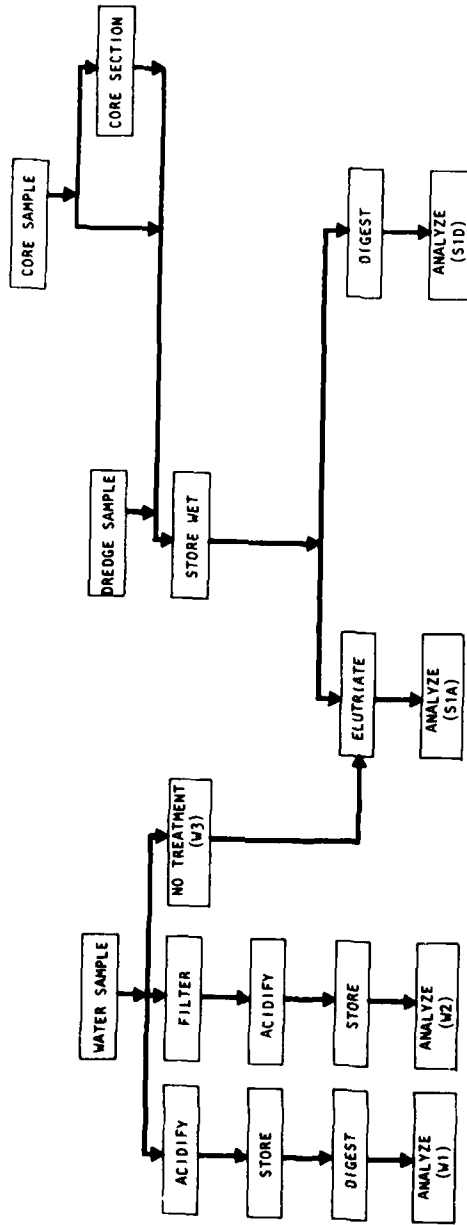 WATER SAMPLE
DREDGE SAMPLE
CORE SAMPLE
CORE SECTION
ACIDIFY
FILTER
NO TREATMENT
(W3)
STORE WET
STORE
ACIDIFY
DIGEST
STORE
ELUTRIATE
DIGEST
ANALYZE
(W1)
ANALYZE
(W2)
ANALYZE
(S1A)
ANALYZE
(S1D)